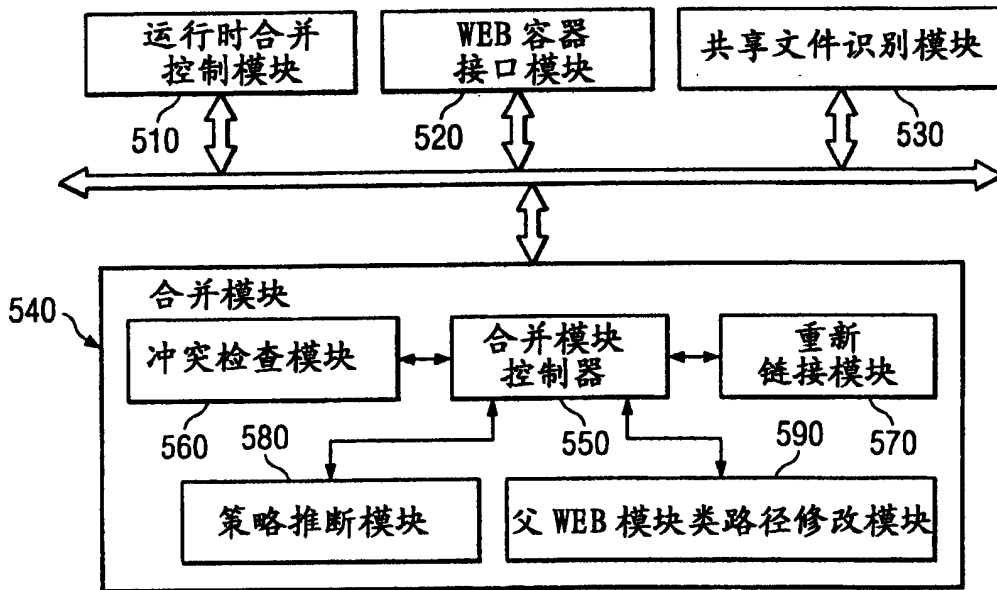 运行时合并
控制模块
WEB 容器
接口模块
共享文件识别模块
510
520
530
540
合并模块
冲突检查模块
合并模块
控制器
重新
链接模块
560
580
550
590
570
策略推断模块
父 WEB 模块类路径修改模块